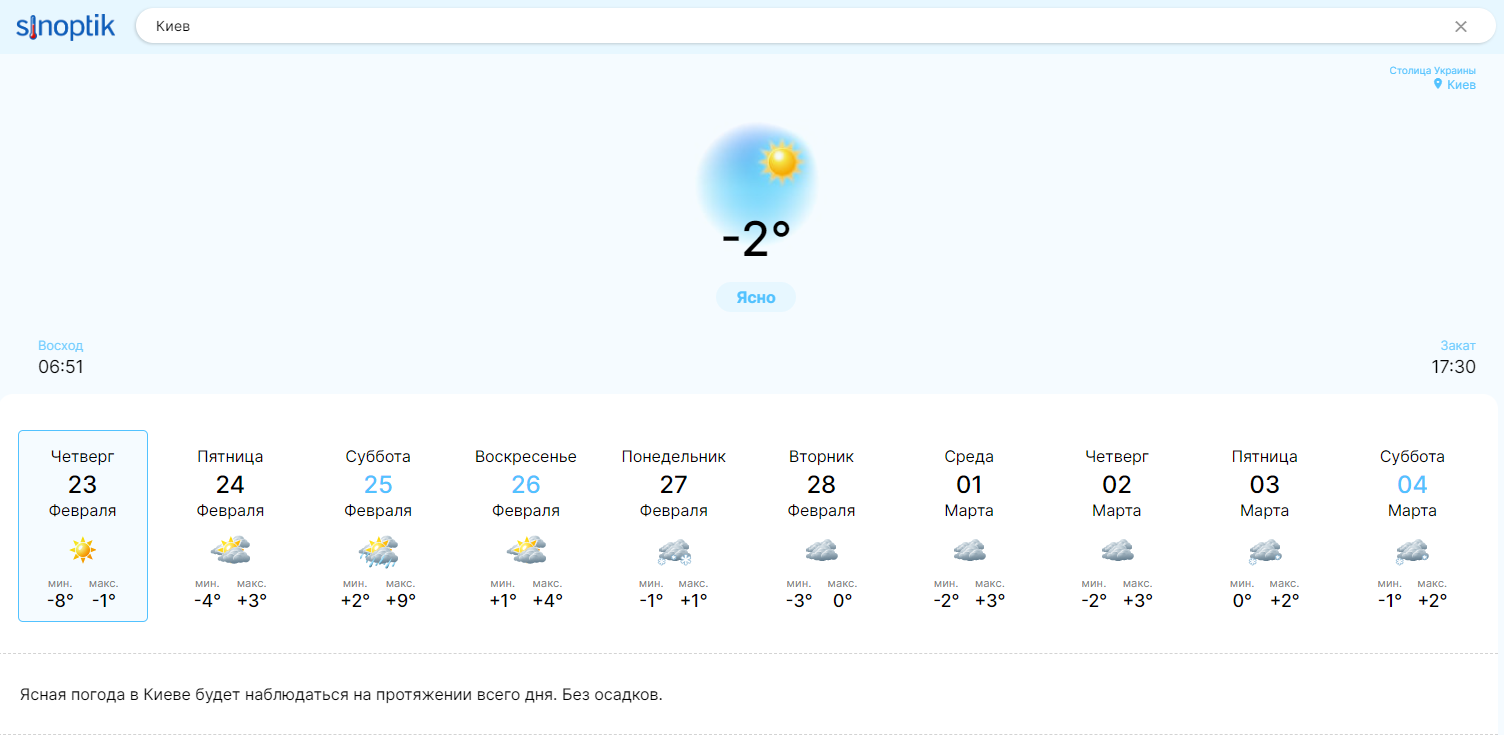 sinoptik
Киев
Столица Украины
Киев
-2°
Ясно
Восход
06:51
Закат
17:30
Четверг
23
Февраля
мин. макс.
-8° -1°
Пятница
24
Февраля
мин. макс.
-4° +3°
Суббота
25
Февраля
мин. макс.
+2° +9°
Воскресенье
26
Февраля
мин. макс.
+1° +4°
Понедельник
27
Февраля
мин. макс.
-1° +1°
Вторник
28
Февраля
мин. макс.
-3° 0°
Среда
01
Марта
мин. макс.
-2° +3°
Четверг
02
Марта
мин. макс.
-2° +3°
Пятница
03
Марта
мин. макс.
0° +2°
Суббота
04
Марта
мин. макс.
-1° +2°
Ясная погода в Киеве будет наблюдаться на протяжении всего дня. Без осадков.